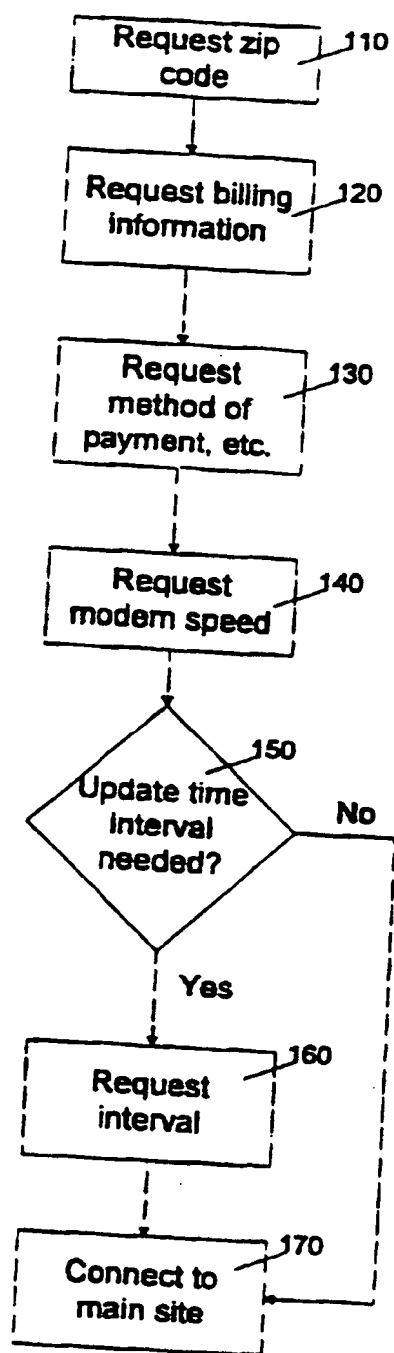 Request zip
code
110
Request billing
information
120
Request
method of
payment, etc.
130
Request
modem speed
140
150
Update time
interval
needed?
No
Yes
160
Request
interval
170
Connect to
main site